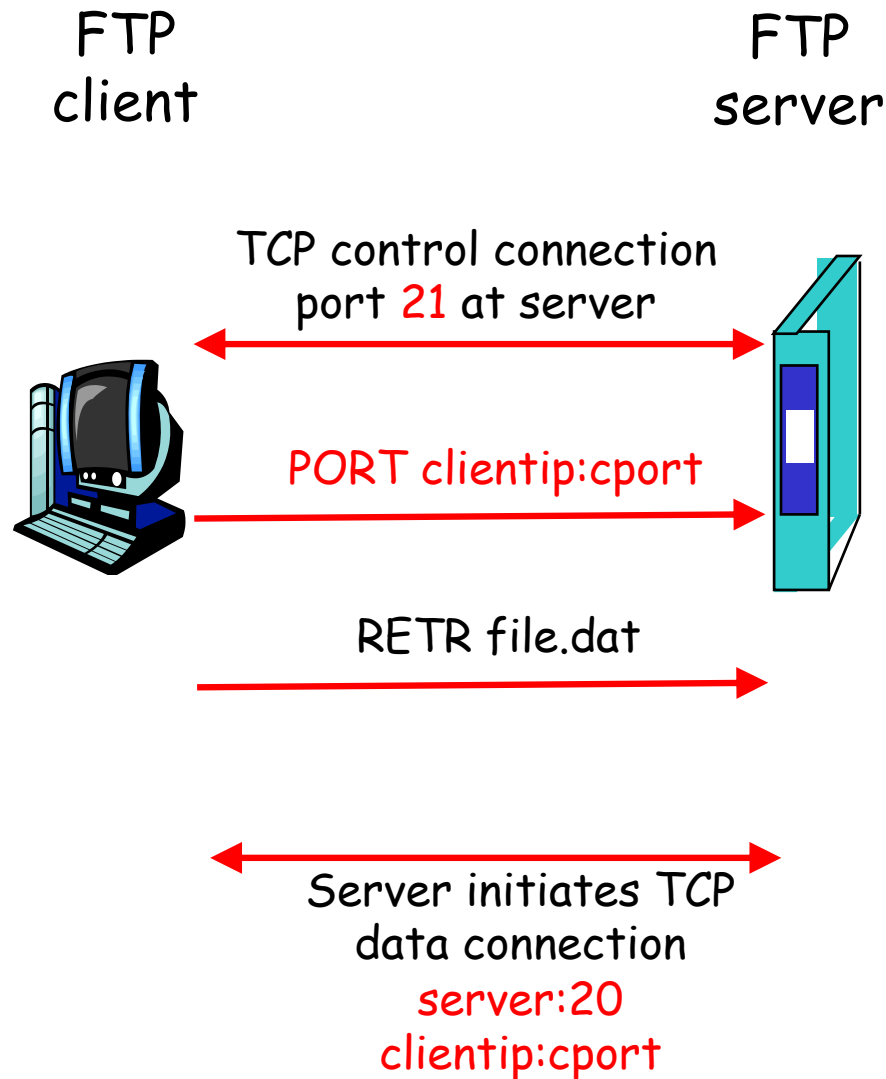 FTP
client
FTP
server
TCP control connection
port 21 at server
PORT clientip:cport
RETR file.dat
Server initiates TCP
data connection
server:20
clientip:cport